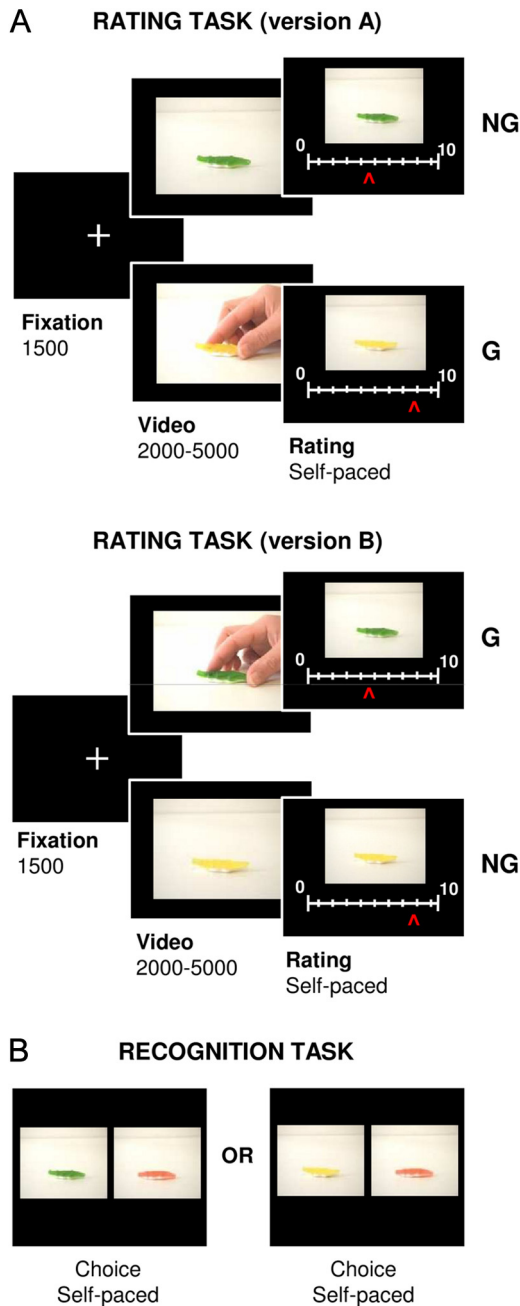 A
RATING TASK (version A)
0
10
NG
^
Fixation
1500
0
10
G
^
Video
2000-5000
Rating
Self-paced
RATING TASK (version B)
0
10
G
^
Fixation
1500
0
10
NG
^
Video
2000-5000
Rating
Self-paced
B
RECOGNITION TASK
OR
Choice
Self-paced
Choice
Self-paced